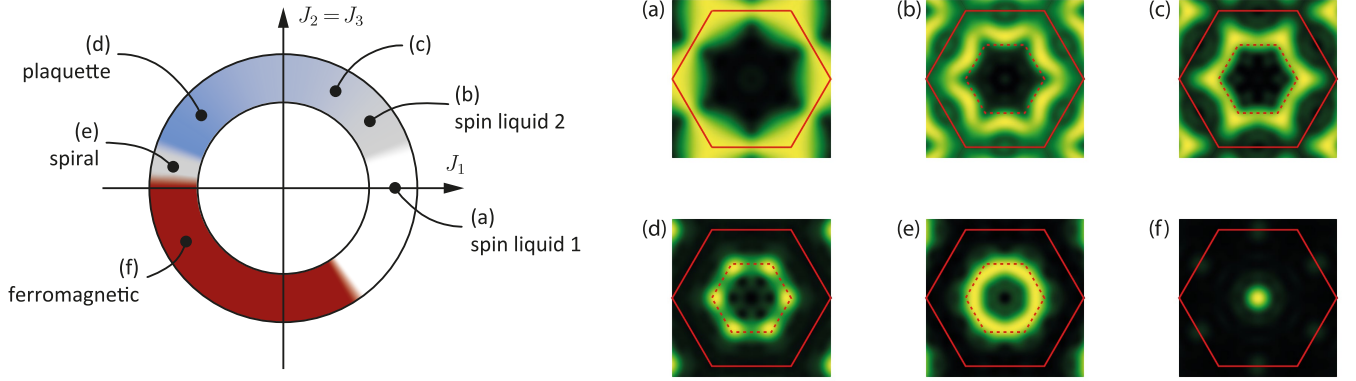 J₂ = J₃
(d)
plaquette
(c)
(b)
spin liquid 2
(e)
spiral
J₁
(a)
spin liquid 1
(f)
ferromagnetic
(a)
(b)
(c)
(d)
(e)
(f)